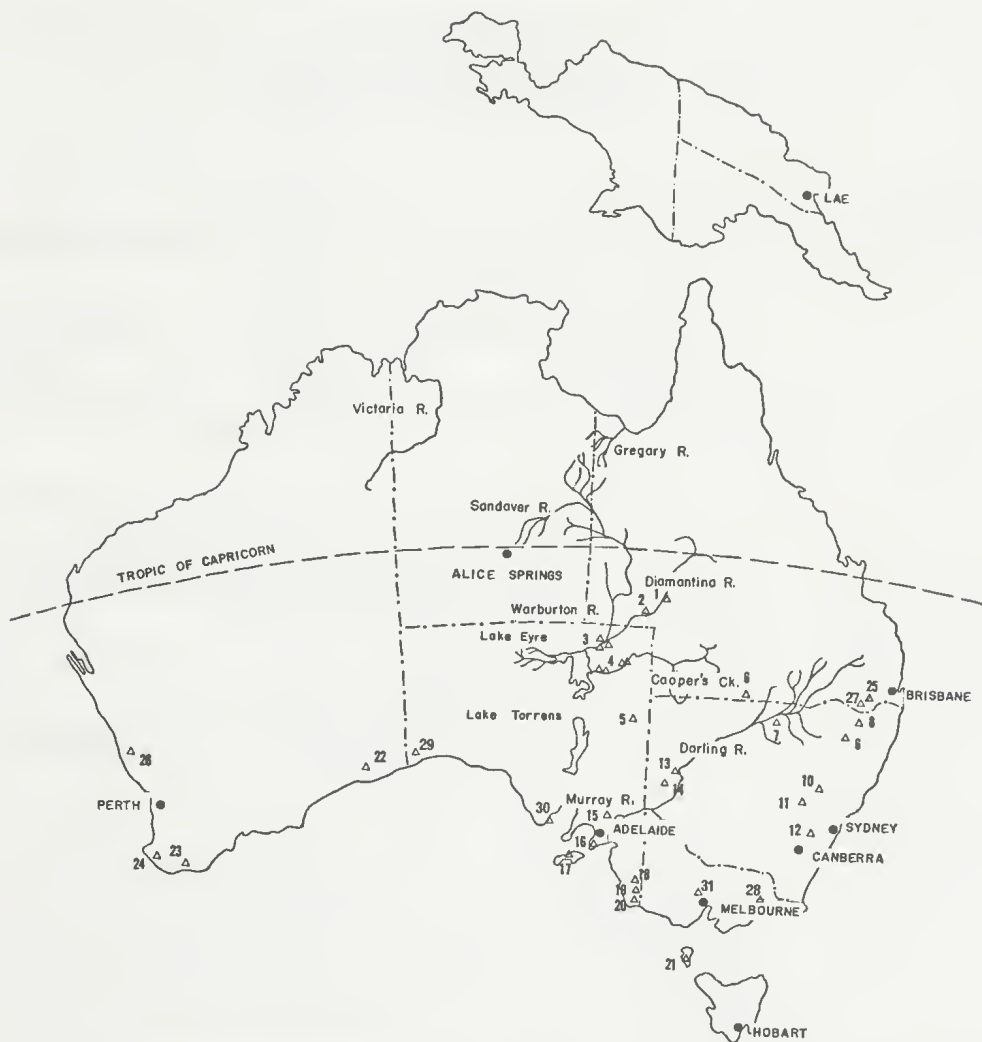 LAE
Victoria R.
Gregory R.
Sandover R.
TROPIC OF CAPRICORN
ALICE SPRINGS
Diamantina R.
2
1
Warburton R.
Lake Eyre
3
4
Cooper's Ck.
6
25
27
BRISBANE
Lake Torrens
5
7
8
Darling R.
6
26
22
29
13
14
10
11
PERTH
Murray R.
30
15
ADELAIDE
12
SYDNEY
CANBERRA
16
17
24
23
18
19
20
31
28
MELBOURNE
21
HOBART